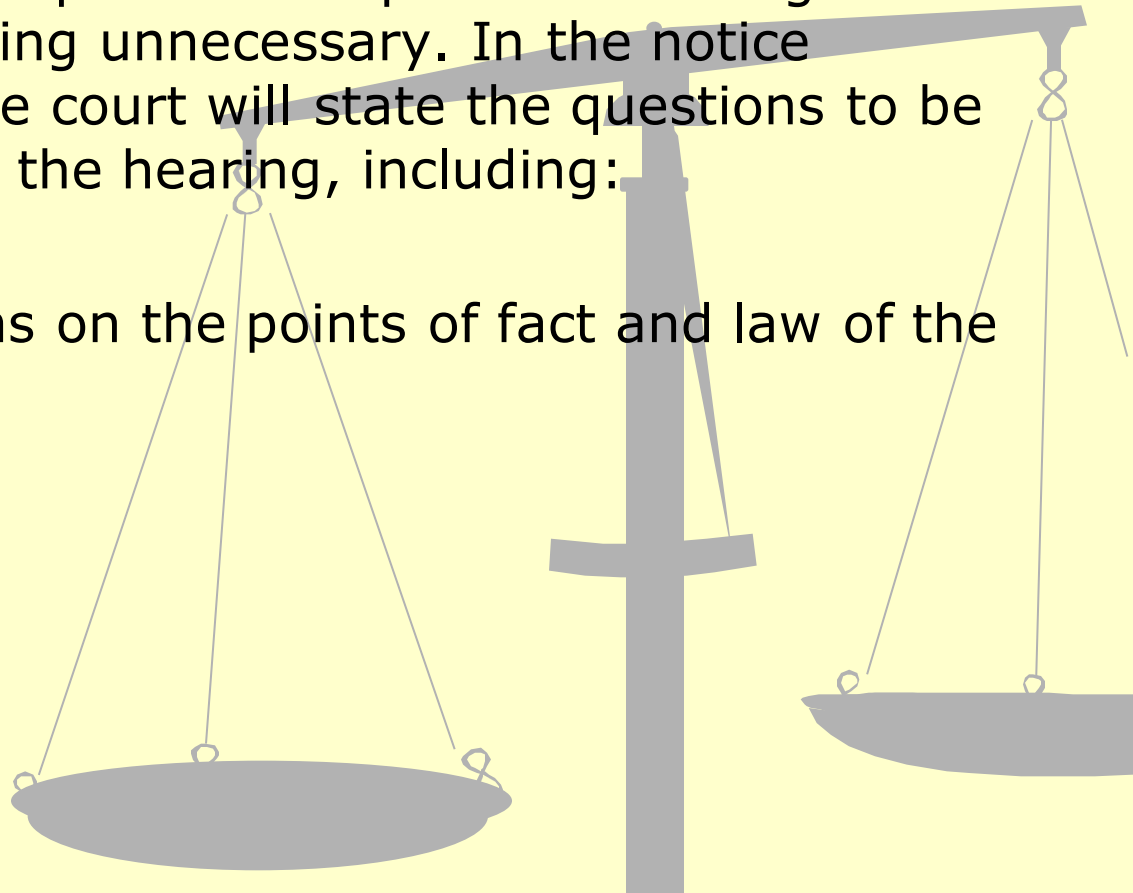 ing unnecessary. In the notice
e court will state the questions to be
the hearing, including:
ns on the points of fact and law of the